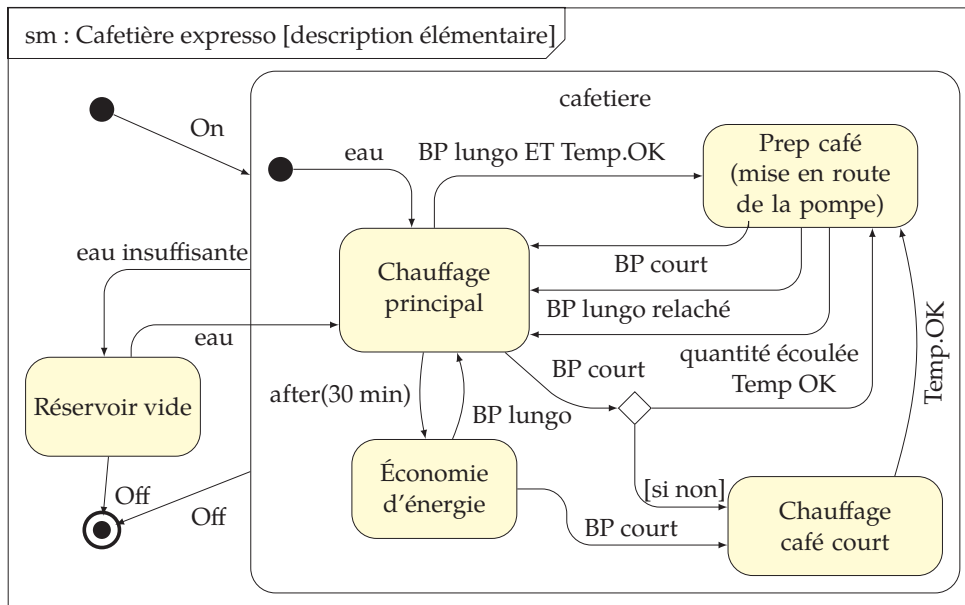 sm : Cafetière expresso [description élémentaire]
cafetiere
On
eau
BP lungo ET Temp.OK
Prep café
(mise en route
de la pompe)
eau insuffisante
Chauffage
principal
BP court
BP lungo relaché
eau
quantité écoulée
Temp OK
Temp.OK
BP court
after(30 min)
BP lungo
Réservoir vide
Économie
d'énergie
[si non]
Off
Off
BP court
Chauffage
café court